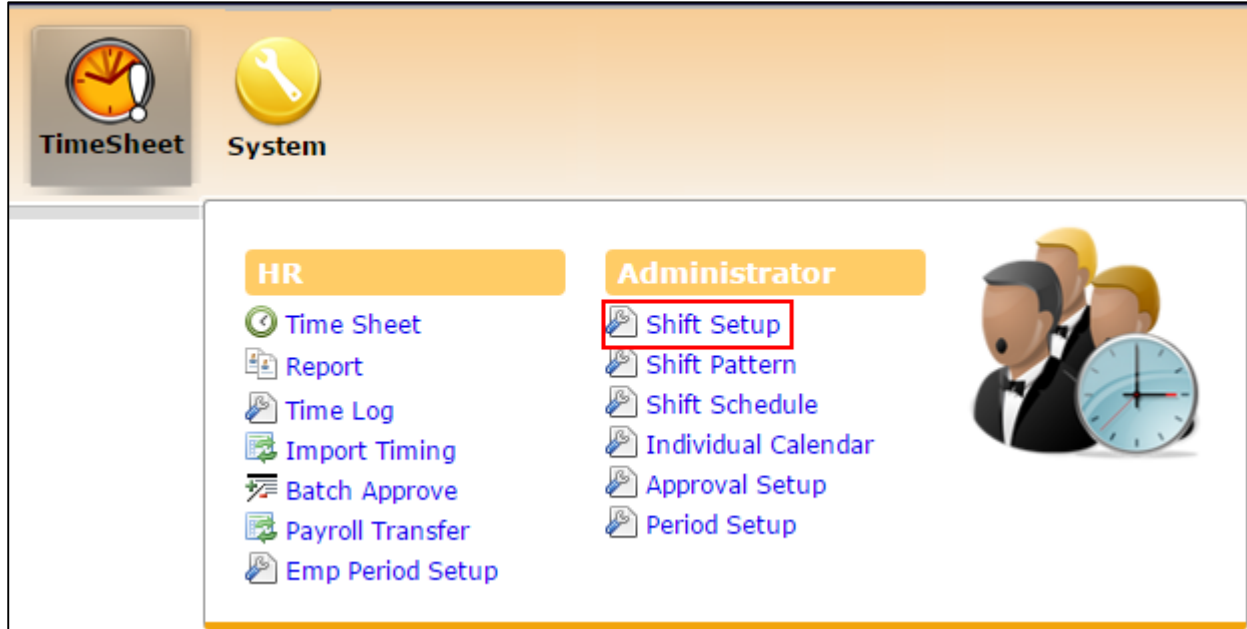 TimeSheet
System
HR
Time Sheet
Report
Time Log
Import Timing
Batch Approve
Payroll Transfer
Emp Period Setup
Administrator
Shift Setup
Shift Pattern
Shift Schedule
Individual Calendar
Approval Setup
Period Setup